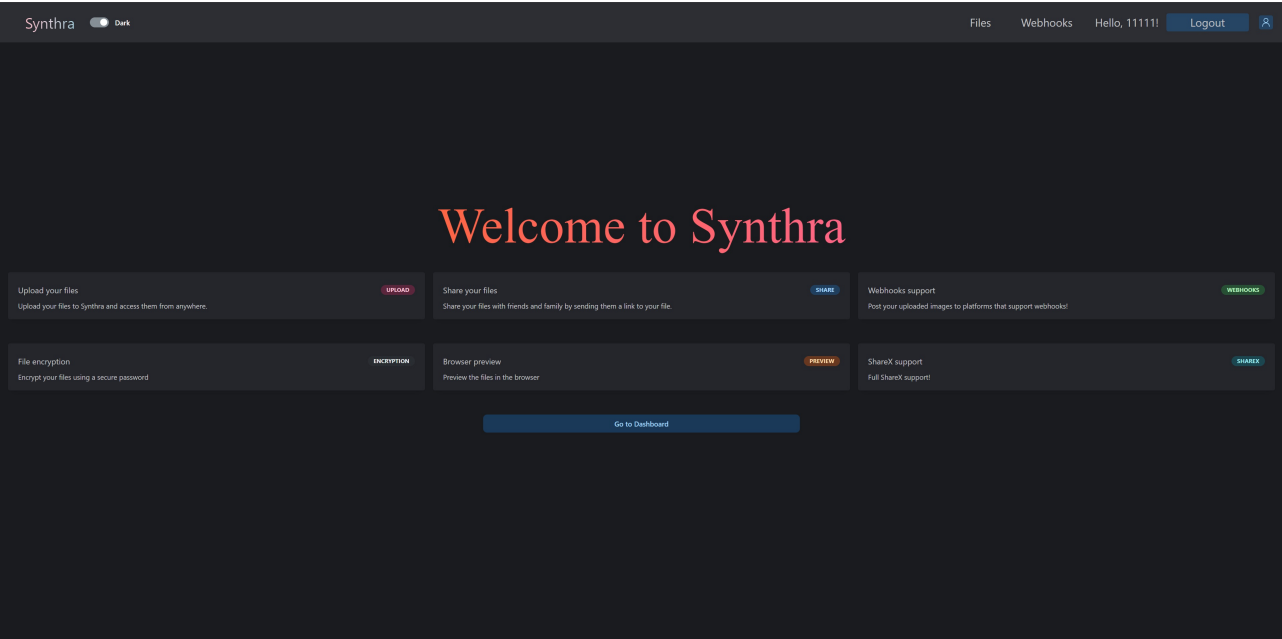 Synthra Dark Files Webhooks Hello, 11111! Logout
Welcome to Synthra
Upload your files UPLOAD
Upload your files to Synthra and access them from anywhere.
Share your files SHARE
Share your files with friends and family by sending them a link to your file.
Webhooks support WEBHOOKS
Post your uploaded images to platforms that support webhooks!
File encryption ENCRYPTION
Encrypt your files using a secure password
Browser preview PREVIEW
Preview the files in the browser
ShareX support SHAREX
Full ShareX support!
Go to Dashboard